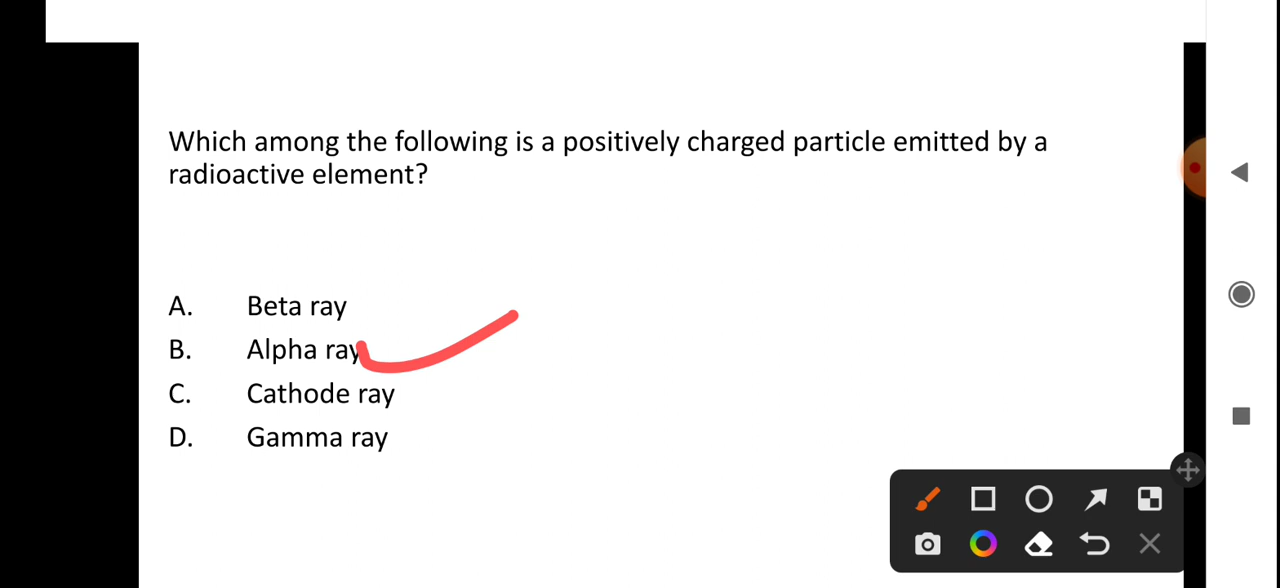 Which among the following is a positively charged particle emitted by a
radioactive element?
A. Beta ray
B. Alpha ray
C. Cathode ray
D. Gamma ray